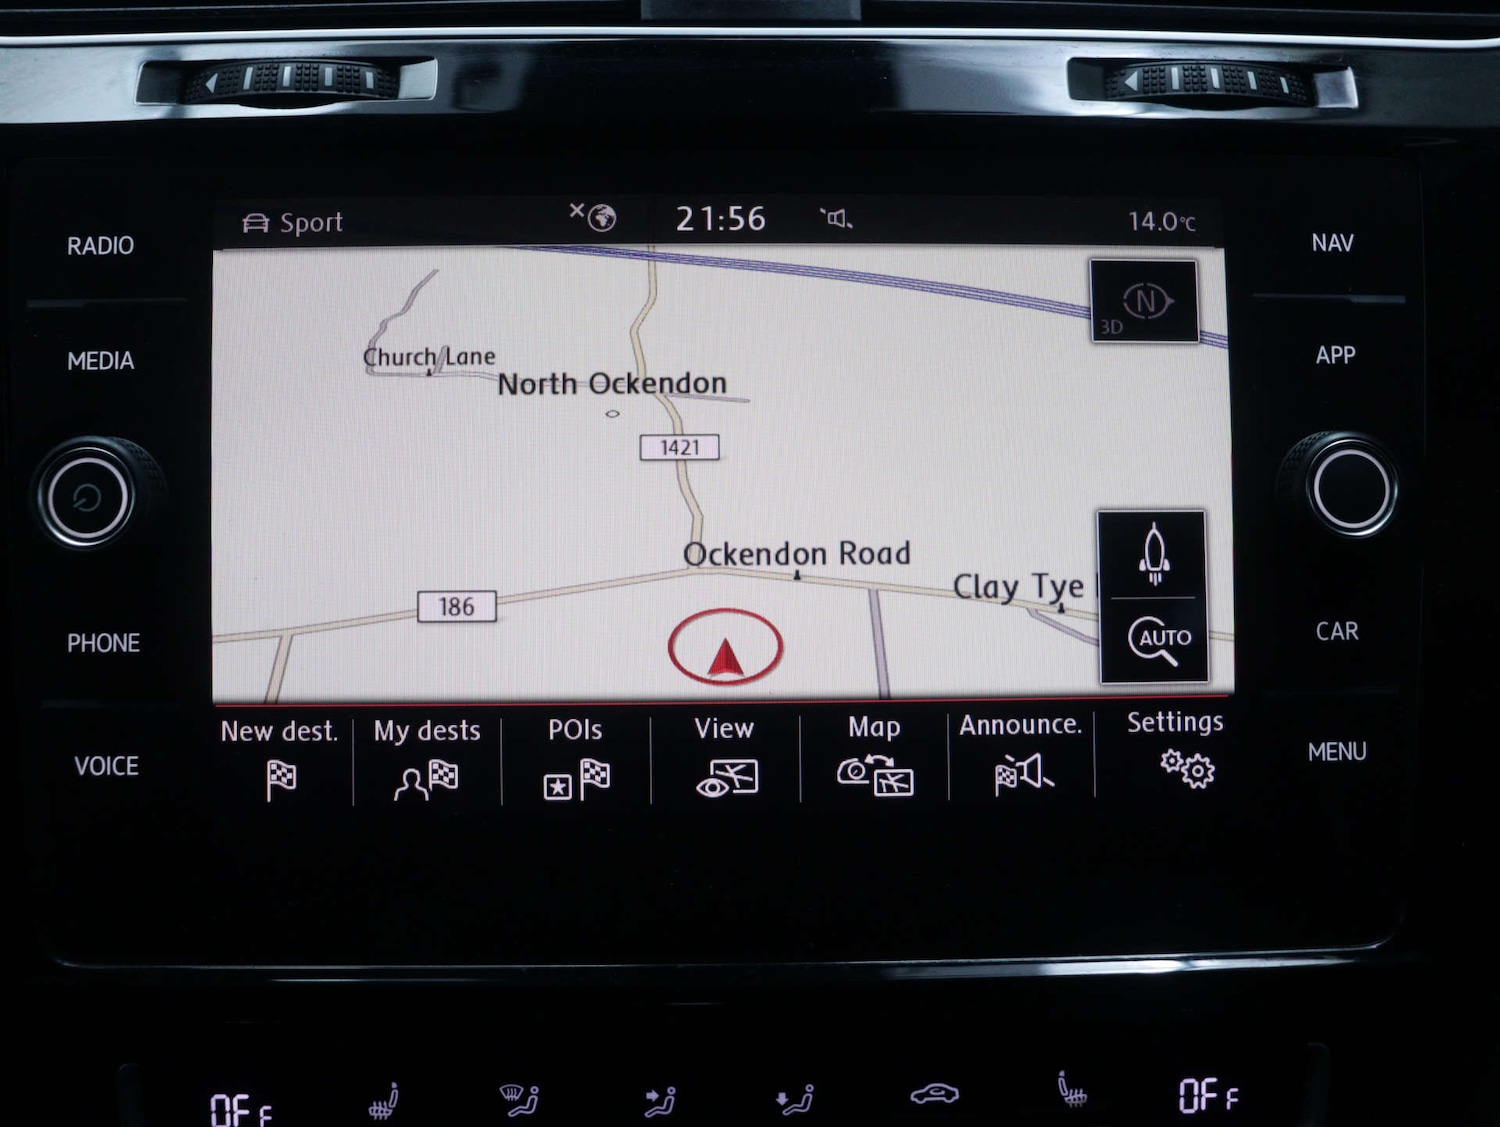 Sport 21:56 14.0°C
RADIO
NAV
N
3D
MEDIA
APP
Church Lane
North Ockendon
1421
Ockendon Road
Clay Tye
186
AUTO
PHONE
CAR
New dest. My dests POIs View Map Announce. Settings
VOICE
MENU
OFF
OFF